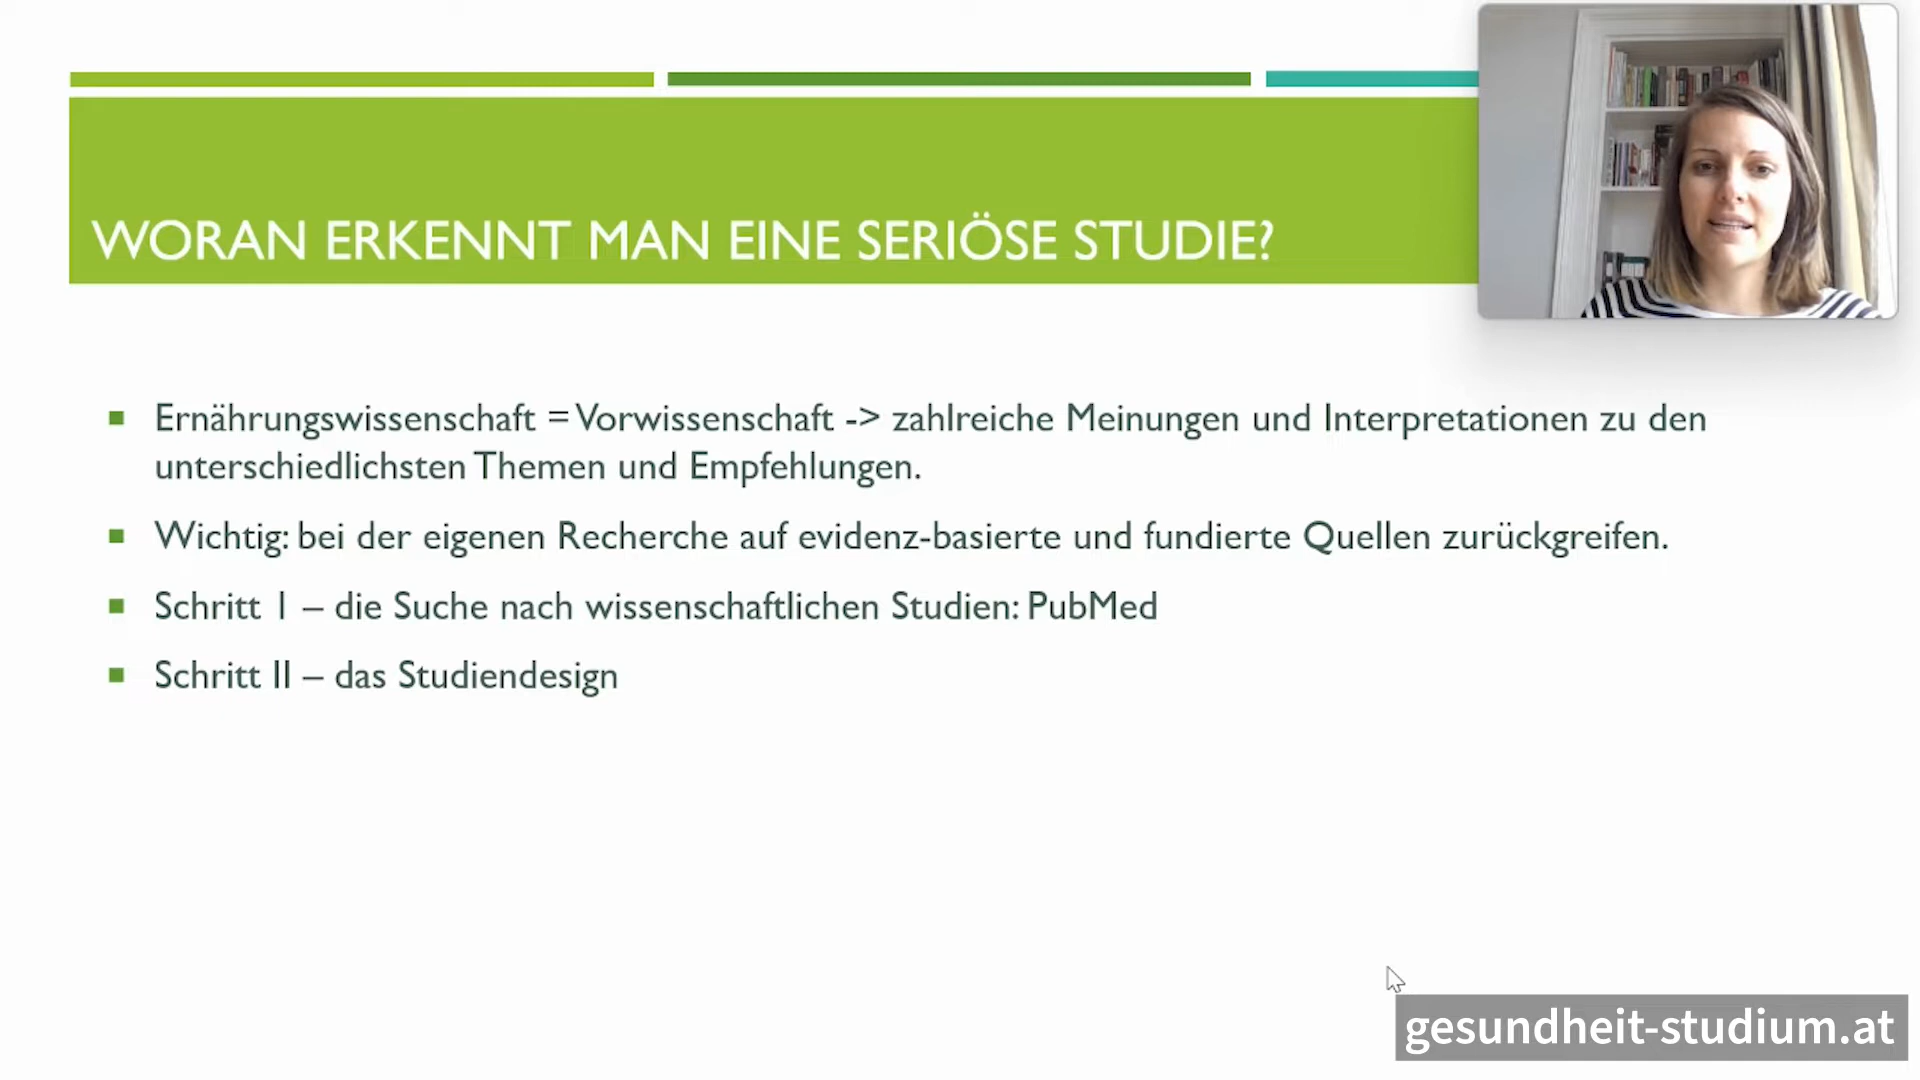 WORAN ERKENNT MAN EINE SERIÖSE STUDIE?
Ernährungswissenschaft = Vorwissenschaft -> zahlreiche Meinungen und Interpretationen zu den
unterschiedlichsten Themen und Empfehlungen.
Wichtig: bei der eigenen Recherche auf evidenz-basierte und fundierte Quellen zurückgreifen.
Schritt 1 – die Suche nach wissenschaftlichen Studien: PubMed
Schritt II – das Studiendesign
gesundheit-studium.at